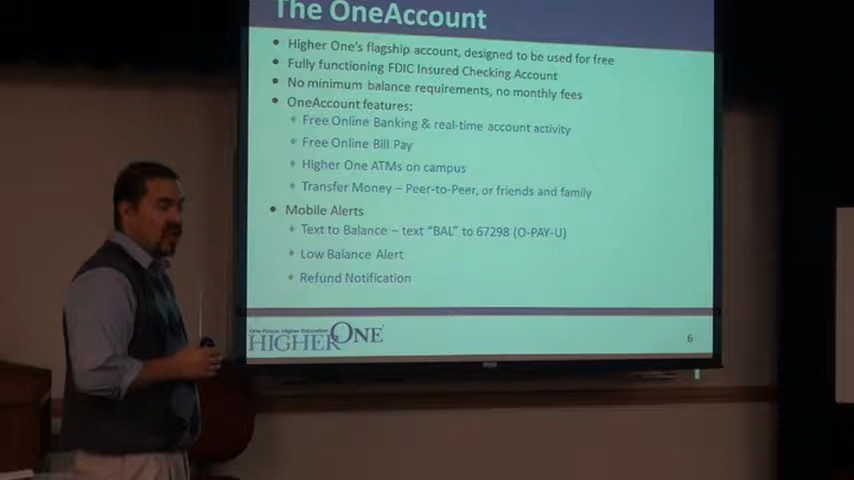 The OneAccount
• Higher One's flagship account, designed to be used for free
• Fully functioning FDIC Insured Checking Account
• No minimum balance requirements, no monthly fees
• OneAccount features:
• Free Online Banking & real-time account activity
• Free Online Bill Pay
• Higher One ATMs on campus
• Transfer Money – Peer-to-Peer, or friends and family
• Mobile Alerts
• Text to Balance – text "BAL" to 67298 (O-PAY-U)
• Low Balance Alert
• Refund Notification
One Focus: Higher Education
HIGHERONE
6